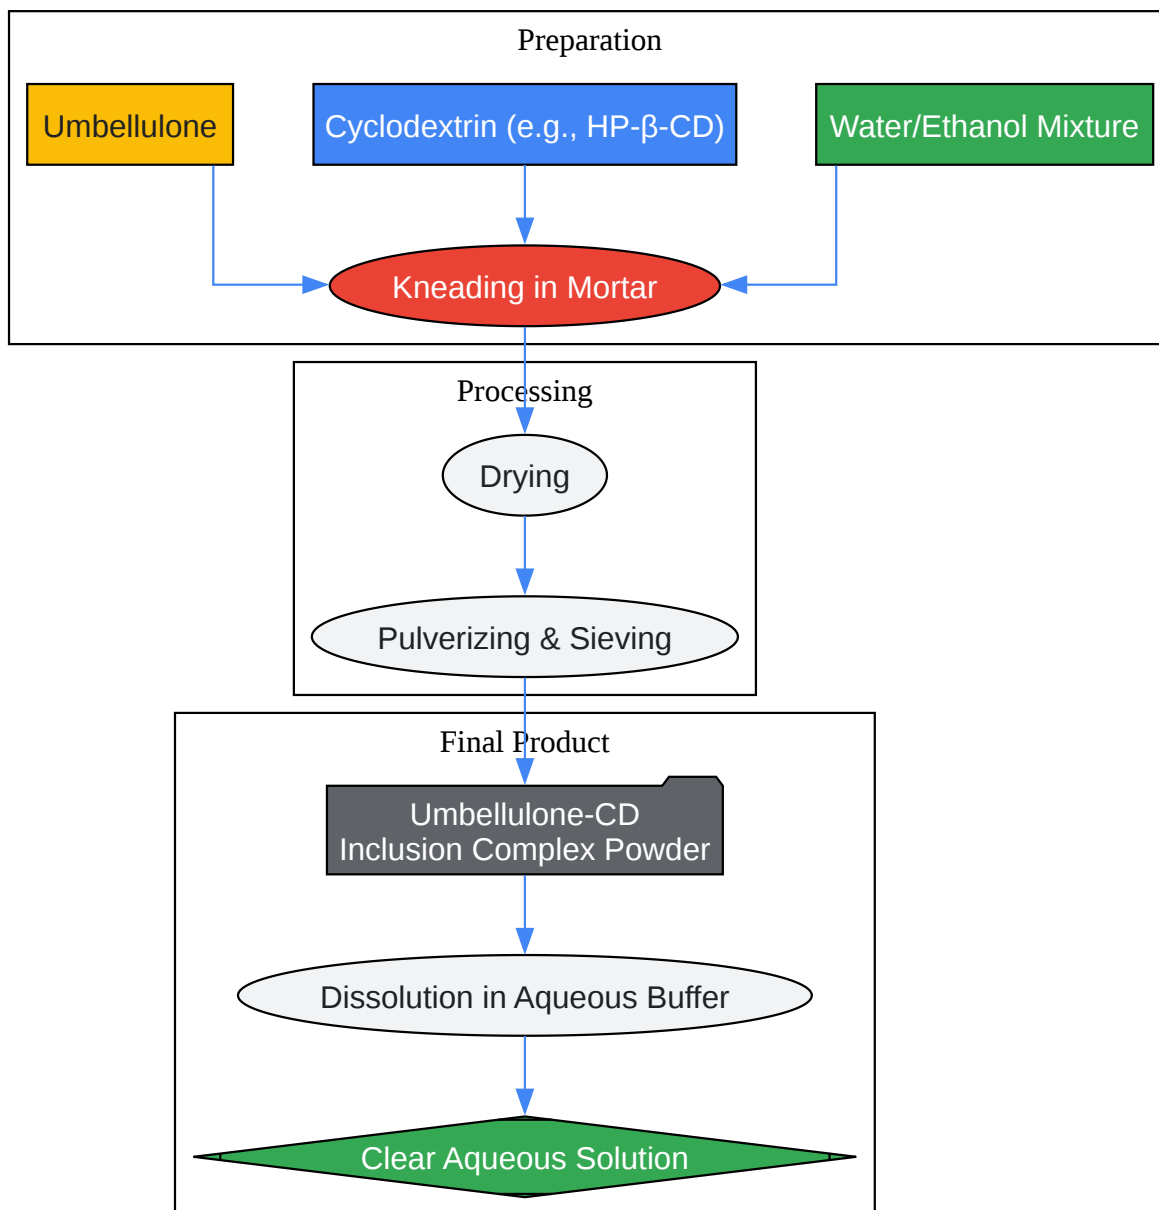 Preparation
Umbellulone
Cyclodextrin (e.g., HP-β-CD)
Water/Ethanol Mixture
Kneading in Mortar
Processing
Drying
Pulverizing & Sieving
Final Product
Umbellulone-CD
Inclusion Complex Powder
Dissolution in Aqueous Buffer
Clear Aqueous Solution